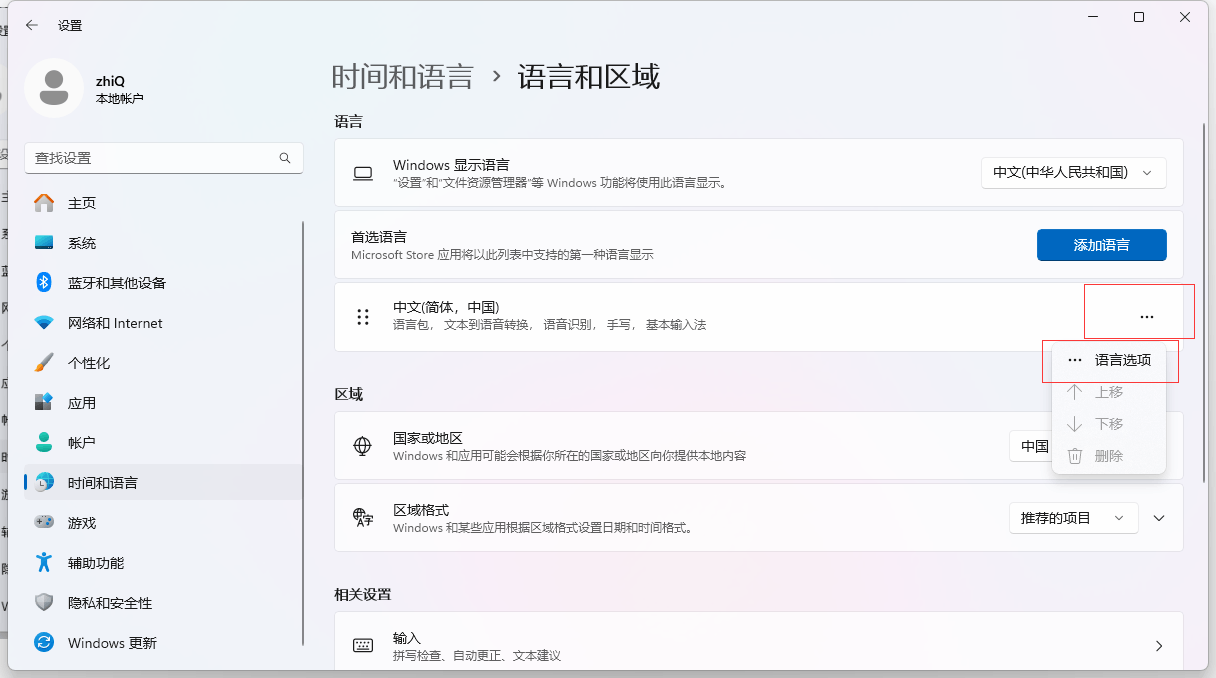 设置
zhiQ
本地帐户
查找设置
主页
系统
蓝牙和其他设备
网络和 Internet
个性化
应用
帐户
时间和语言
游戏
辅助功能
隐私和安全性
Windows 更新
时间和语言 › 语言和区域
语言
Windows 显示语言
"设置"和"文件资源管理器"等 Windows 功能将使用此语言显示。
中文(中华人民共和国)
首选语言
Microsoft Store 应用将以此列表中支持的第一种语言显示
添加语言
中文(简体，中国)
语言包， 文本到语音转换， 语音识别， 手写， 基本输入法
语言选项
上移
下移
删除
区域
国家或地区
Windows 和应用可能会根据你所在的国家或地区向你提供本地内容
中国
区域格式
Windows 和某些应用根据区域格式设置日期和时间格式。
推荐的项目
相关设置
输入
拼写检查、自动更正、文本建议